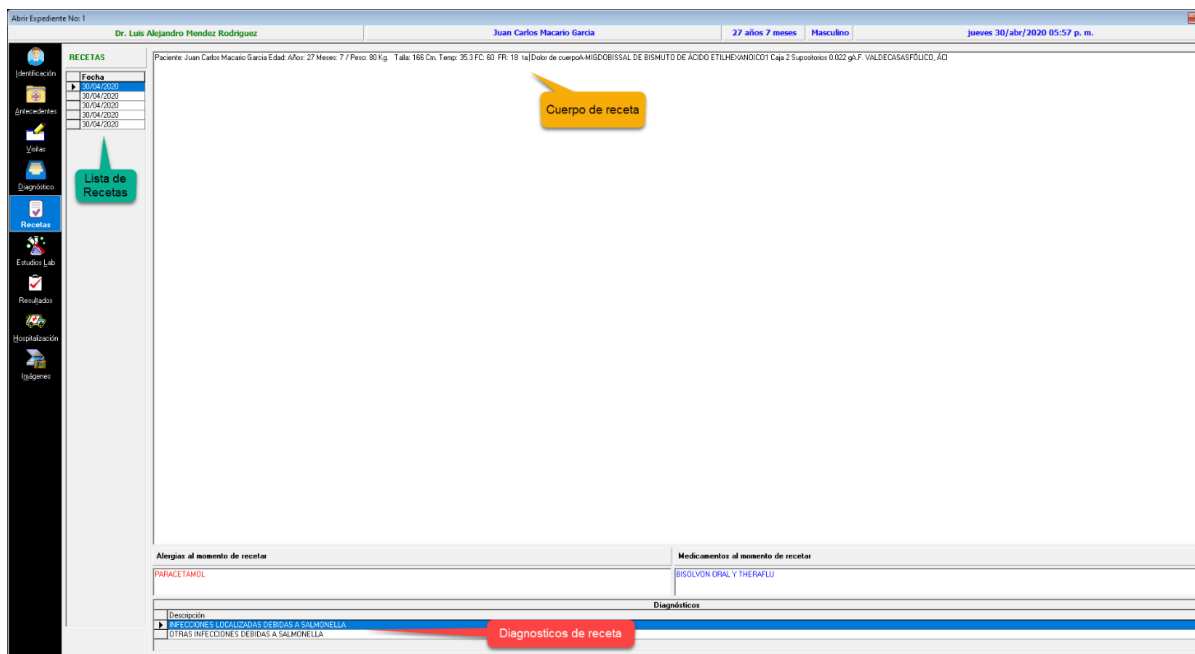 Abrir Expediente No: 1
Dr. Luis Alejandro Mendez Rodriguez
Juan Carlos Macario Garcia
27 años 7 meses
Masculino
jueves 30/abr/2020 05:57 p. m.
Identificación
Antecedentes
Visitas
Diagnóstico
Recetas
Estudios Lab
Resultados
Hospitalización
Imágenes
RECETAS
Fecha
30/04/2020
30/04/2020
30/04/2020
30/04/2020
30/04/2020
Lista de
Recetas
Paciente: Juan Carlos Macario Garcia Edad: Años: 27 Meses: 7 / Peso: 80 Kg. Talla: 166 Cm. Temp: 35.3 FC: 60 FR: 18 ta| Dolor de cuerpoA-MIGDOBISSAL DE BISMUTO DE ÁCIDO ETILHEXANOICO1 Caja 2 Supositorios 0.022 gA.F. VALDECASASFÓLICO, ÁCI
Cuerpo de receta
Alergias al momento de recetar
PARACETAMOL
Medicamentos al momento de recetar
BISOLVON ORAL Y THERAFLU
Diagnósticos
Descripción
INFECCIONES LOCALIZADAS DEBIDAS A SALMONELLA
OTRAS INFECCIONES DEBIDAS A SALMONELLA
Diagnosticos de receta